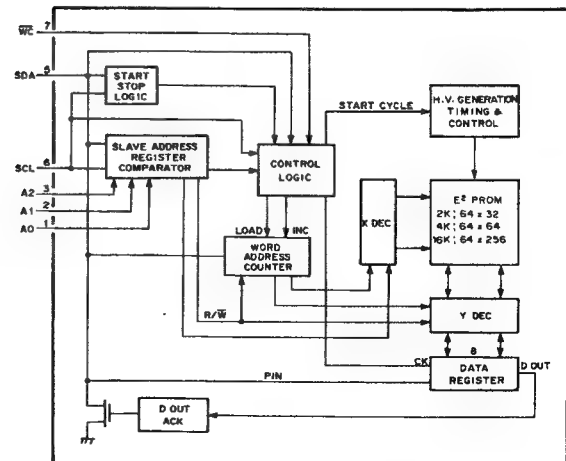 W̅C̅ 7
SDA 5
START
STOP
LOGIC
START CYCLE
H.V. GENERATION
TIMING &
CONTROL
SCL 6
SLAVE ADDRESS
REGISTER
COMPARATOR
CONTROL
LOGIC
A2 3
A1 2
A0 1
X DEC
E² PROM
2K; 64 x 32
4K; 64 x 64
16K; 64 x 256
LOAD INC
WORD
ADDRESS
COUNTER
R/W̅
Y DEC
8
CK
DATA
REGISTER
D OUT
PIN
D OUT
ACK